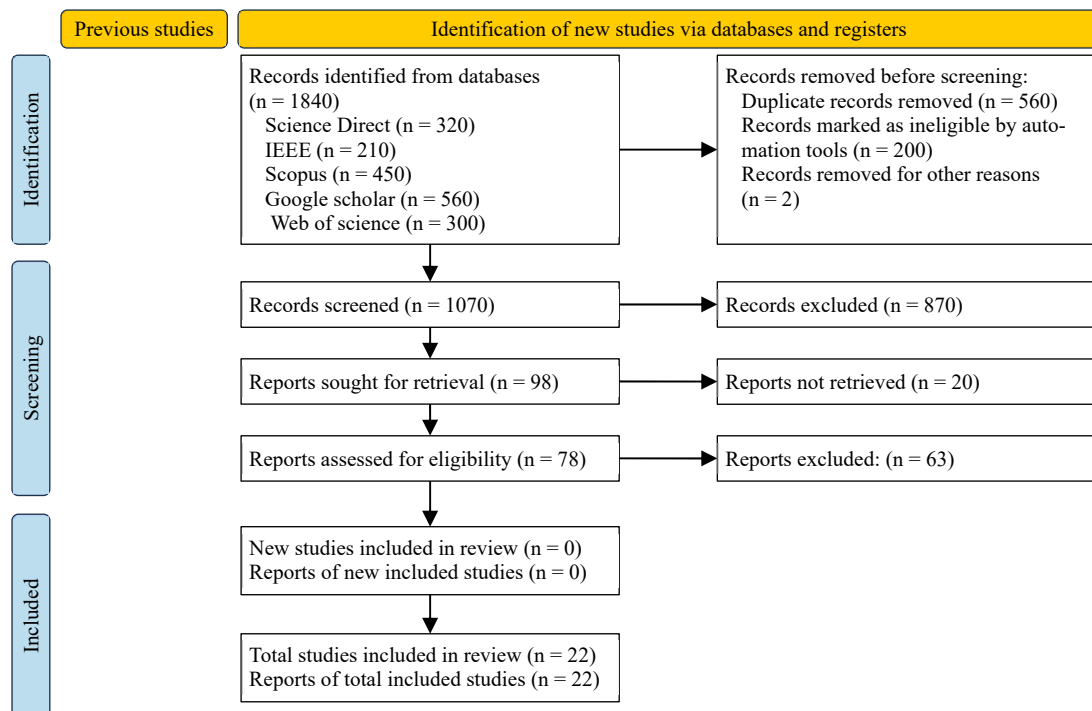 Previous studies
Identification of new studies via databases and registers
Identification
Records identified from databases
(n = 1840)
Science Direct (n = 320)
IEEE (n = 210)
Scopus (n = 450)
Google scholar (n = 560)
Web of science (n = 300)
Records removed before screening:
Duplicate records removed (n = 560)
Records marked as ineligible by auto-
mation tools (n = 200)
Records removed for other reasons
(n = 2)
Screening
Records screened (n = 1070)
Records excluded (n = 870)
Reports sought for retrieval (n = 98)
Reports not retrieved (n = 20)
Reports assessed for eligibility (n = 78)
Reports excluded: (n = 63)
Included
New studies included in review (n = 0)
Reports of new included studies (n = 0)
Total studies included in review (n = 22)
Reports of total included studies (n = 22)